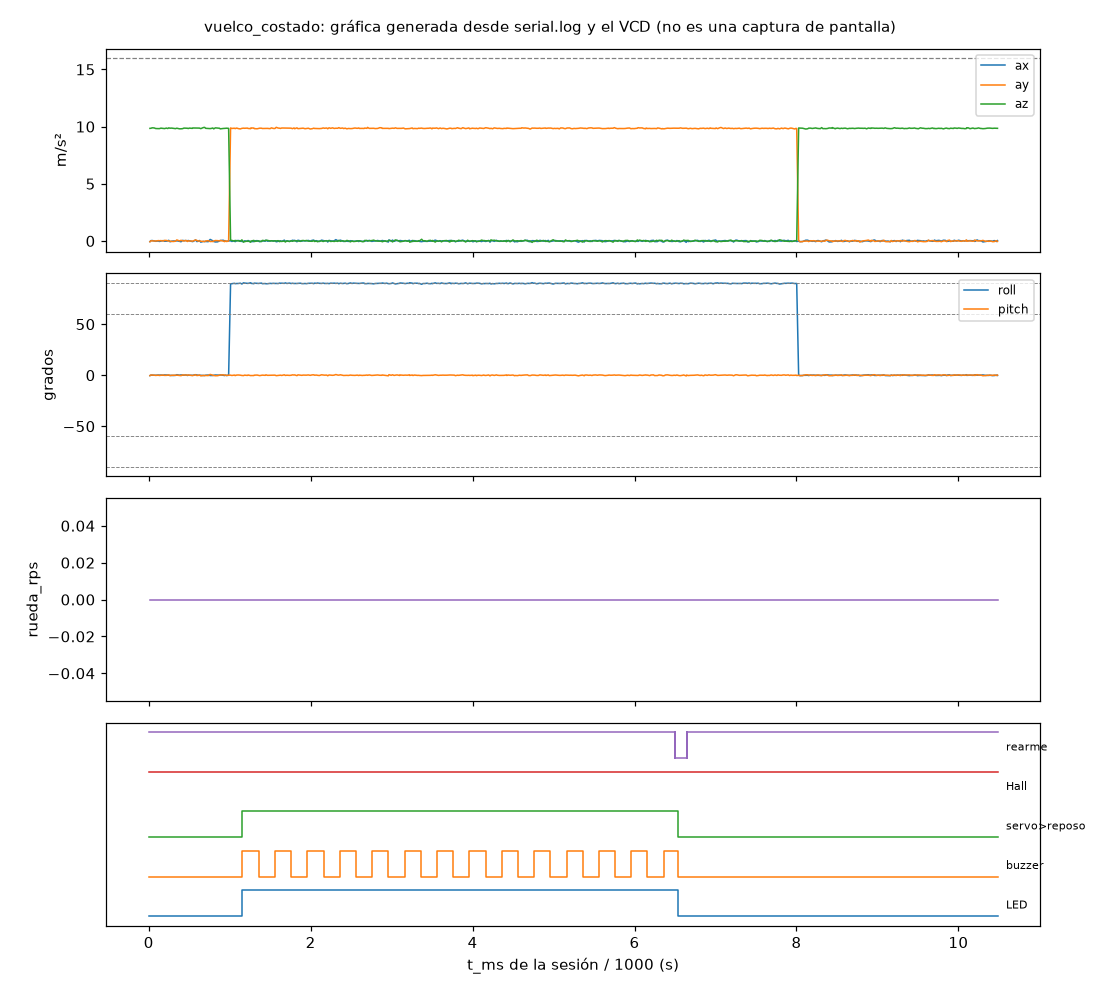 vuelco_costado: gráfica generada desde serial.log y el VCD (no es una captura de pantalla)
15
10
5
0
m/s²
ax
ay
az
50
0
−50
grados
roll
pitch
0.04
0.02
0.00
−0.02
−0.04
rueda_rps
rearme
Hall
servo>reposo
buzzer
LED
0 2 4 6 8 10
t_ms de la sesión / 1000 (s)